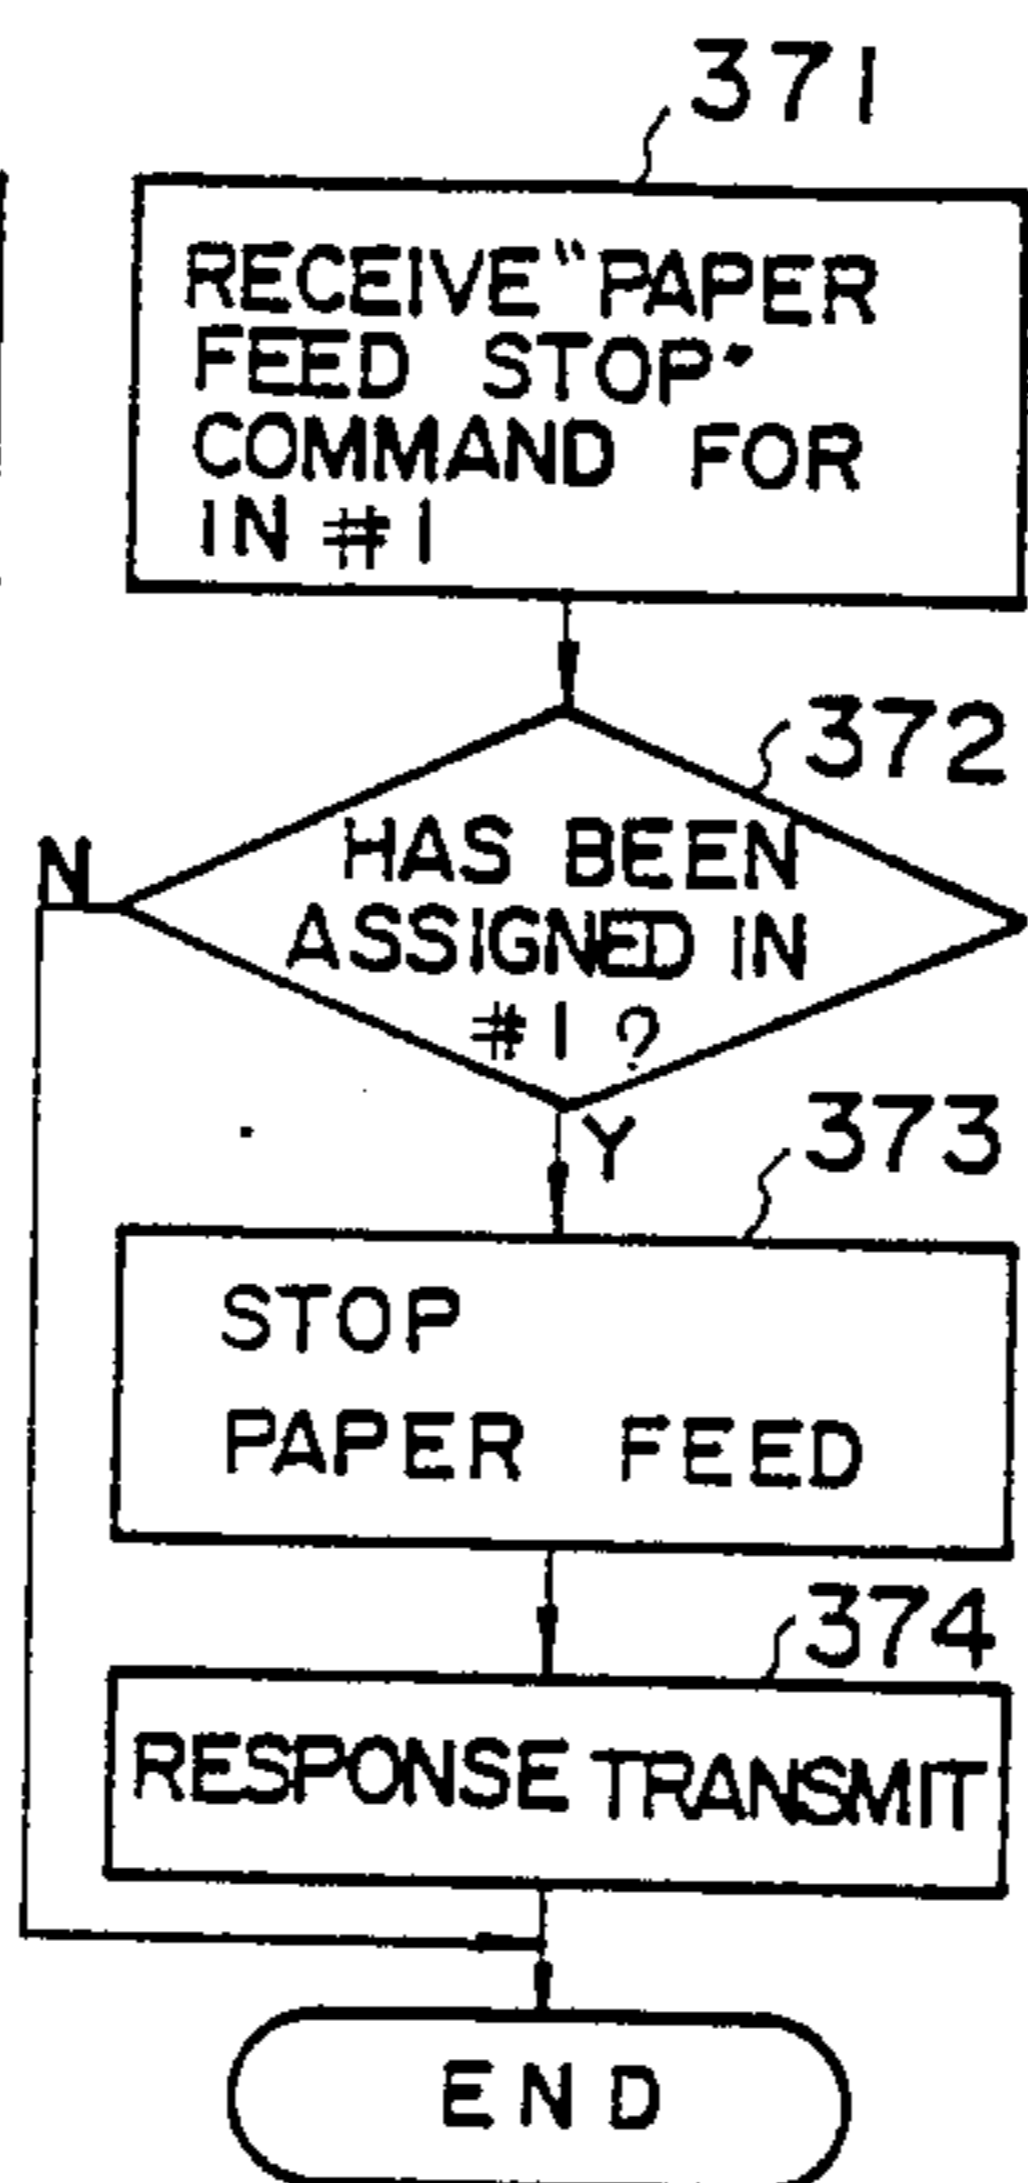 371
RECEIVE "PAPER
FEED STOP"
COMMAND FOR
IN #1
372
N
HAS BEEN
ASSIGNED IN
#1?
Y
373
STOP
PAPER FEED
374
RESPONSE TRANSMIT
END